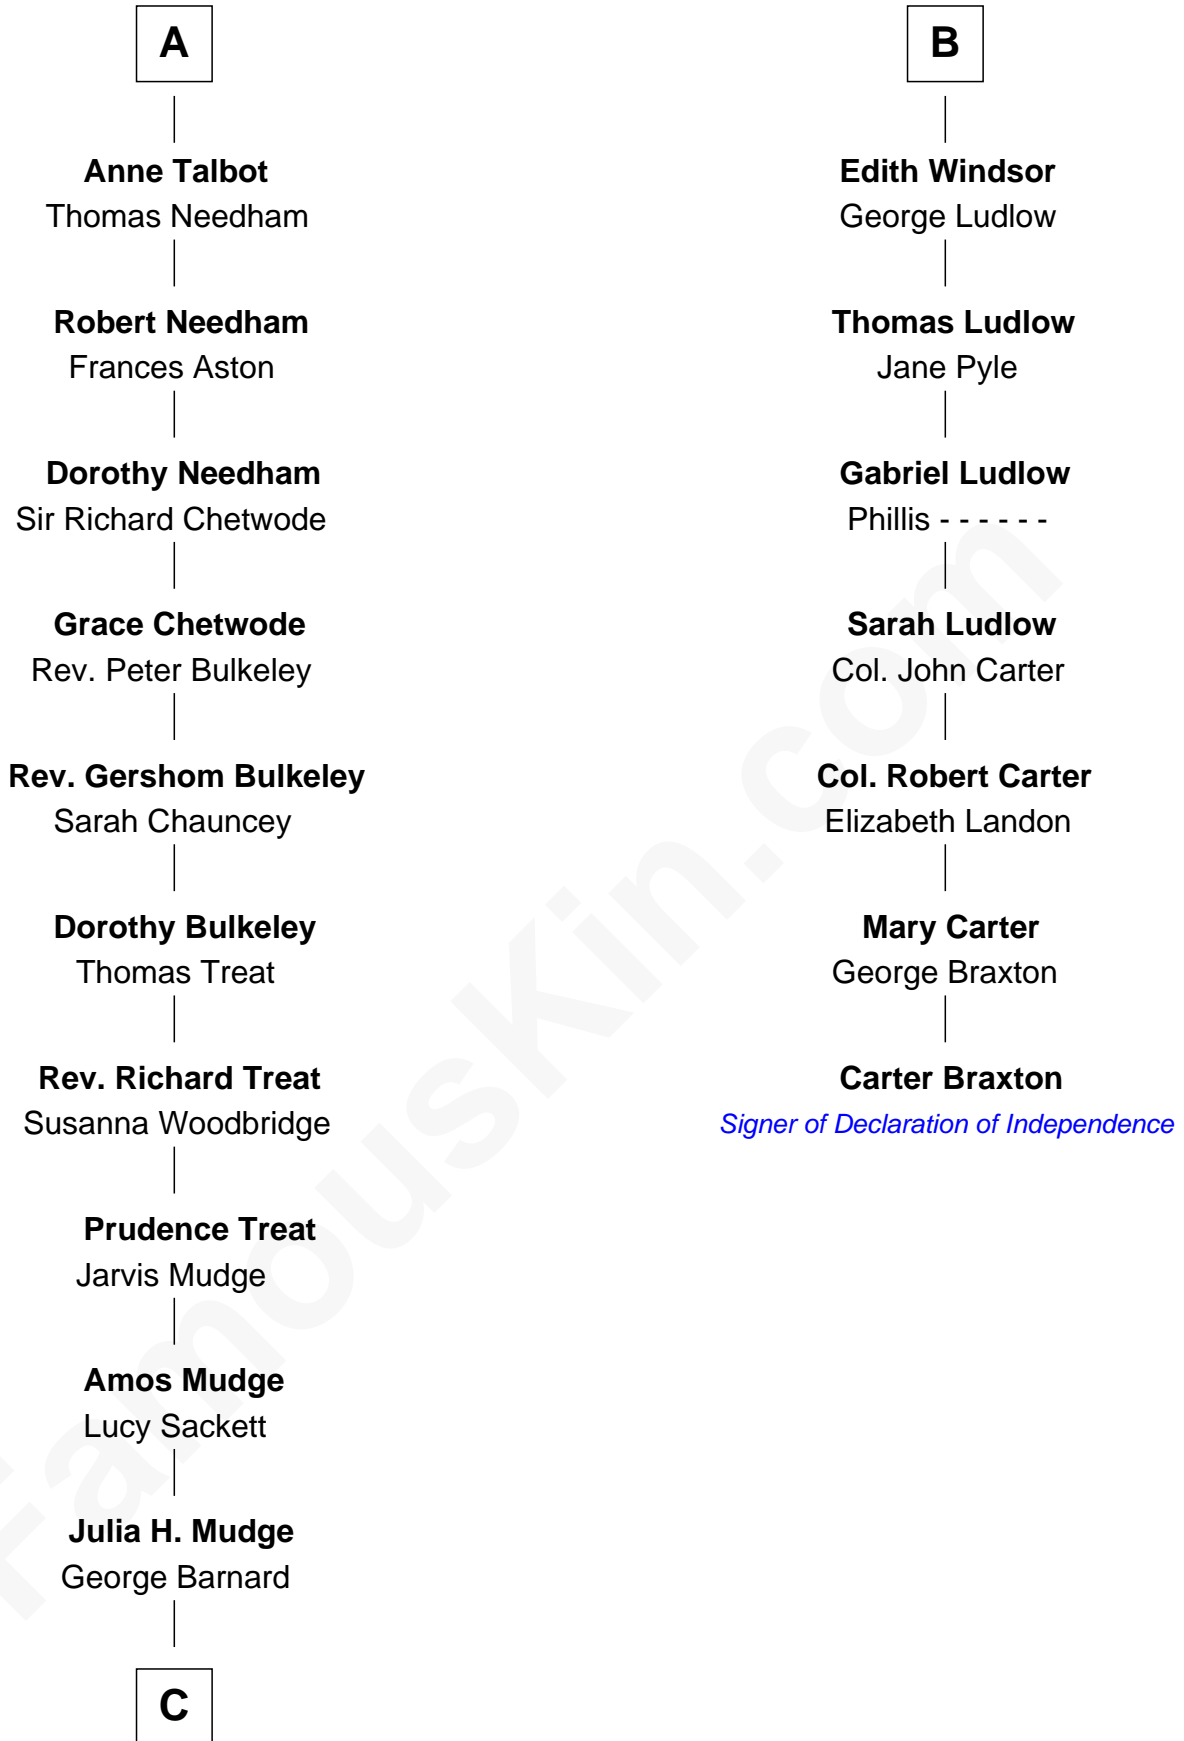 A
Anne Talbot
Thomas Needham
Robert Needham
Frances Aston
Dorothy Needham
Sir Richard Chetwode
Grace Chetwode
Rev. Peter Bulkeley
Rev. Gershom Bulkeley
Sarah Chauncey
Dorothy Bulkeley
Thomas Treat
Rev. Richard Treat
Susanna Woodbridge
Prudence Treat
Jarvis Mudge
Amos Mudge
Lucy Sackett
Julia H. Mudge
George Barnard
C
B
Edith Windsor
George Ludlow
Thomas Ludlow
Jane Pyle
Gabriel Ludlow
Phillis - - - - - -
Sarah Ludlow
Col. John Carter
Col. Robert Carter
Elizabeth Landon
Mary Carter
George Braxton
Carter Braxton
Signer of Declaration of Independence
FamousKin.com